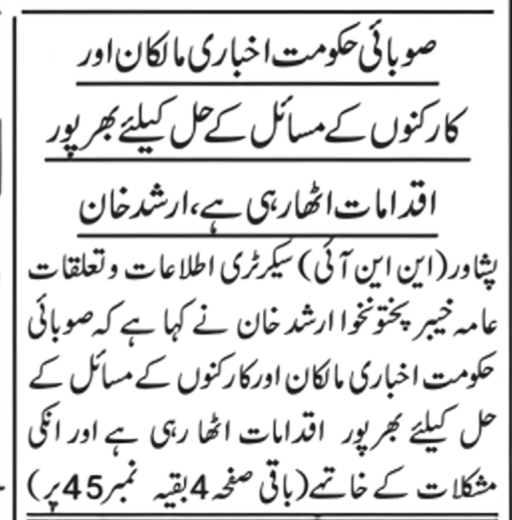 صوبائی حکومت اخباری مالکان اور
کارکنوں کے مسائل کے حل کیلئے بھرپور
اقدامات اٹھارہی ہے، ارشد خان
پشاور (این این آئی) سیکرٹری اطلاعات و تعلقات
عامہ خیبر پختونخوا ارشد خان نے کہا ہے کہ صوبائی
حکومت اخباری مالکان اور کارکنوں کے مسائل کے
حل کیلئے بھرپور اقدامات اٹھا رہی ہے اور انکی
مشکلات کے خاتمے (باقی صفحہ 4 بقیہ نمبر 45 پر)